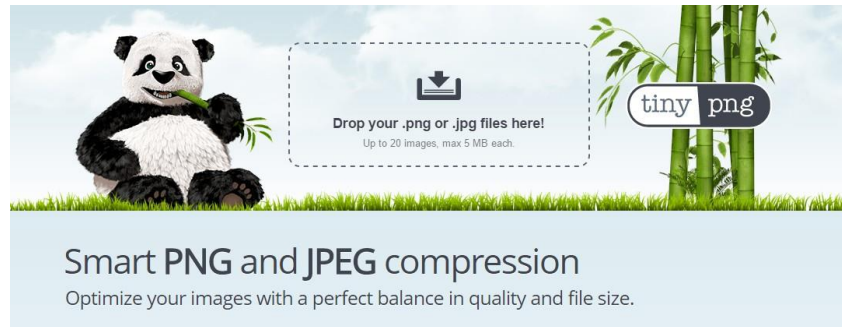 Drop your .png or .jpg files here!
Up to 20 images, max 5 MB each.
tiny png
Smart PNG and JPEG compression
Optimize your images with a perfect balance in quality and file size.